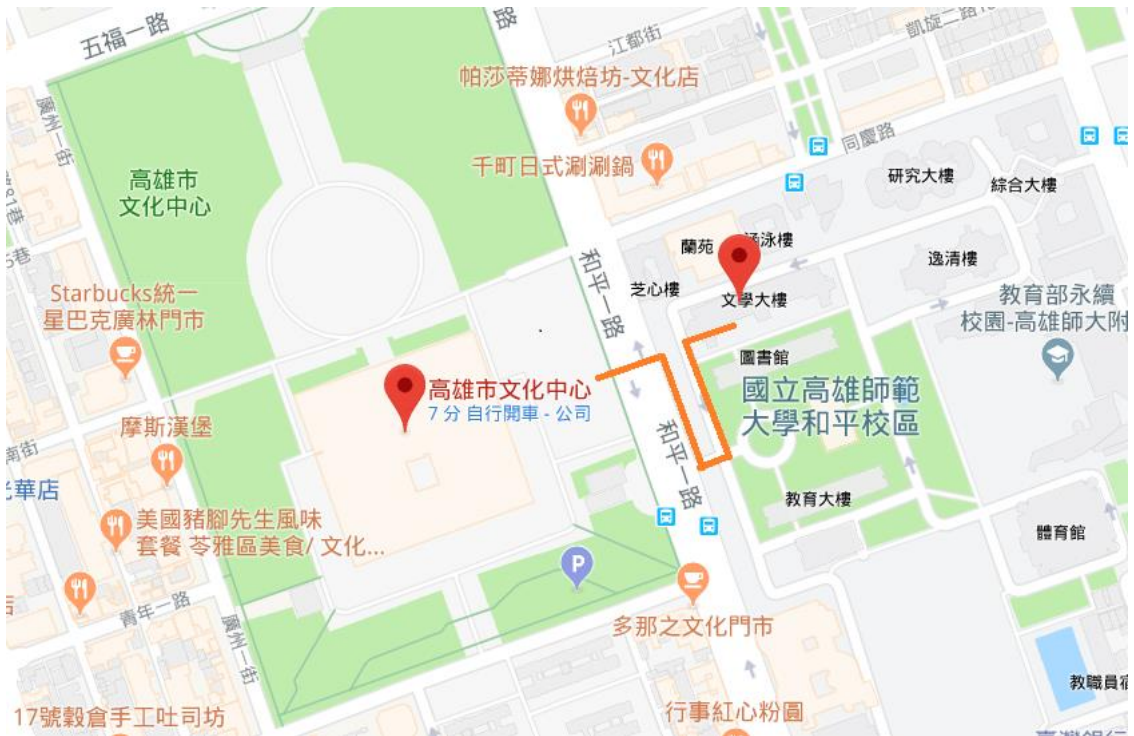 五福一路
路
江都街
凱旋二路
帕莎蒂娜烘焙坊-文化店
廣州一街
同慶路
千町日式涮涮鍋
研究大樓
綜合大樓
高雄市
文化中心
蘭苑
泳樓
逸清樓
和平一路
芝心樓
文學大樓
Starbucks統一
星巴克廣林門市
教育部永續
校園-高雄師大附
圖書館
高雄市文化中心
7 分 自行開車 - 公司
國立高雄師範
大學和平校區
摩斯漢堡
南街
和平一路
華店
教育大樓
美國豬腳先生風味
套餐 苓雅區美食/ 文化...
體育館
P
青年一路
店
廣州一街
多那之文化門市
教職員宿
17號穀倉手工吐司坊
行事紅心粉圓
臺灣銀行